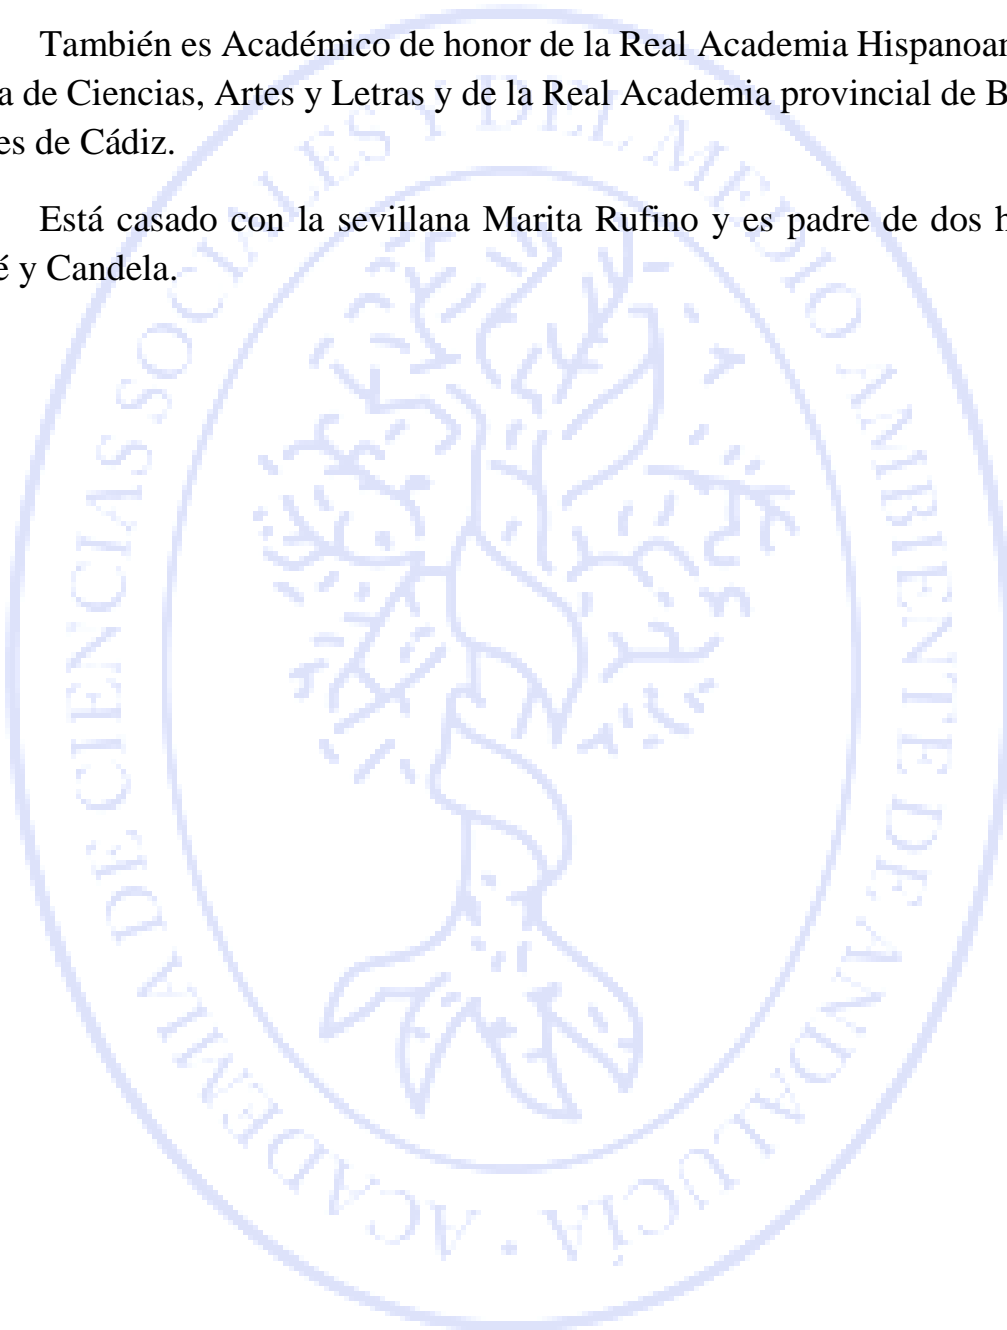 También es Académico de honor de la Real Academia Hispanoar
a de Ciencias, Artes y Letras y de la Real Academia provincial de B
es de Cádiz.
Está casado con la sevillana Marita Rufino y es padre de dos h
é y Candela.
ACADEMIA DE CIENCIAS SOCIALES Y DEL MEDIO AMBIENTE DE ANDALUCÍA ·